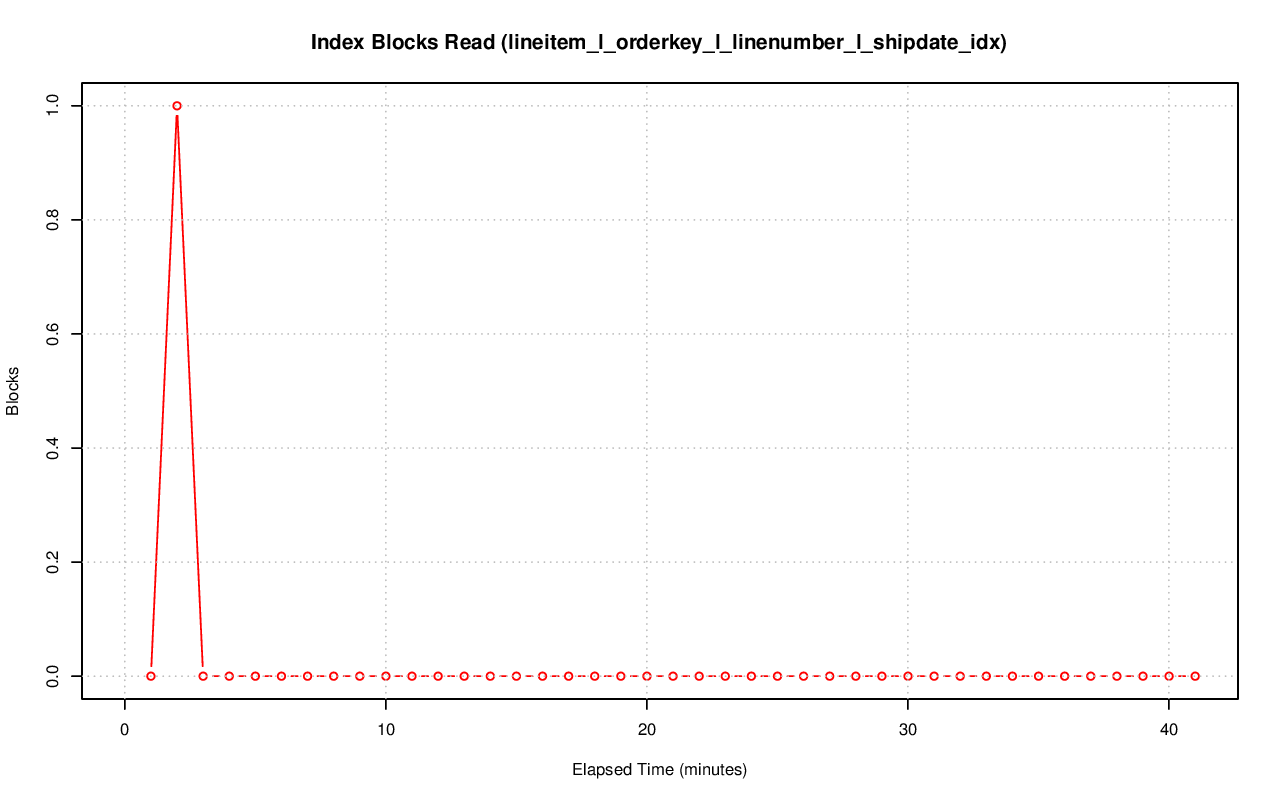 Index Blocks Read (lineitem_l_orderkey_l_linenumber_l_shipdate_idx)
1.0
0.8
0.6
0.4
0.2
0.0
Blocks
0 10 20 30 40
Elapsed Time (minutes)